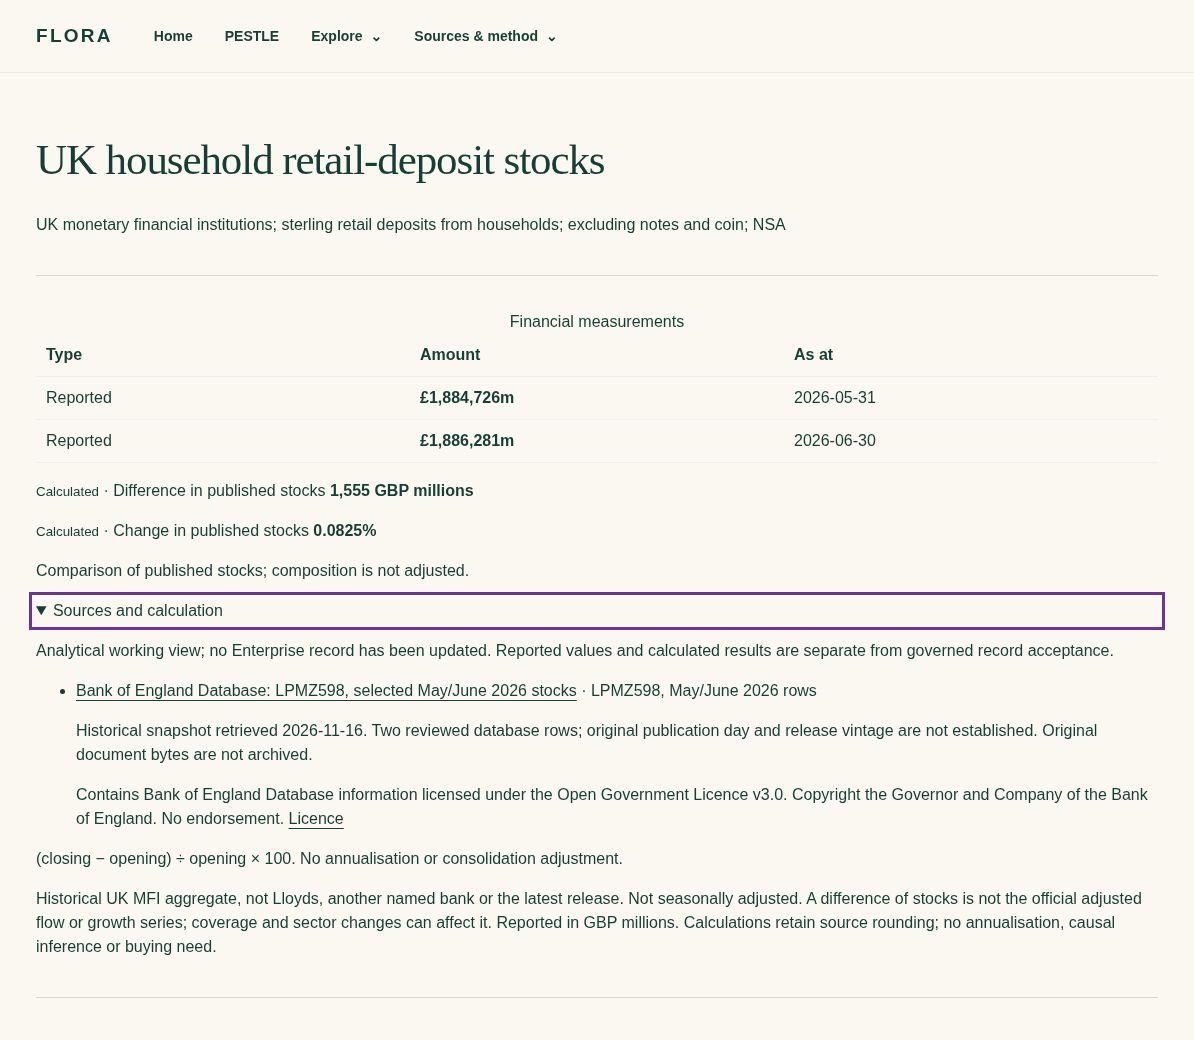 FLORA Home PESTLE Explore Sources & method
UK household retail-deposit stocks
UK monetary financial institutions; sterling retail deposits from households; excluding notes and coin; NSA
Financial measurements
Type Amount As at
Reported £1,884,726m 2026-05-31
Reported £1,886,281m 2026-06-30
Calculated · Difference in published stocks 1,555 GBP millions
Calculated · Change in published stocks 0.0825%
Comparison of published stocks; composition is not adjusted.
▼ Sources and calculation
Analytical working view; no Enterprise record has been updated. Reported values and calculated results are separate from governed record acceptance.
• Bank of England Database: LPMZ598, selected May/June 2026 stocks · LPMZ598, May/June 2026 rows
Historical snapshot retrieved 2026-11-16. Two reviewed database rows; original publication day and release vintage are not established. Original
document bytes are not archived.
Contains Bank of England Database information licensed under the Open Government Licence v3.0. Copyright the Governor and Company of the Bank
of England. No endorsement. Licence
(closing − opening) ÷ opening × 100. No annualisation or consolidation adjustment.
Historical UK MFI aggregate, not Lloyds, another named bank or the latest release. Not seasonally adjusted. A difference of stocks is not the official adjusted
flow or growth series; coverage and sector changes can affect it. Reported in GBP millions. Calculations retain source rounding; no annualisation, causal
inference or buying need.